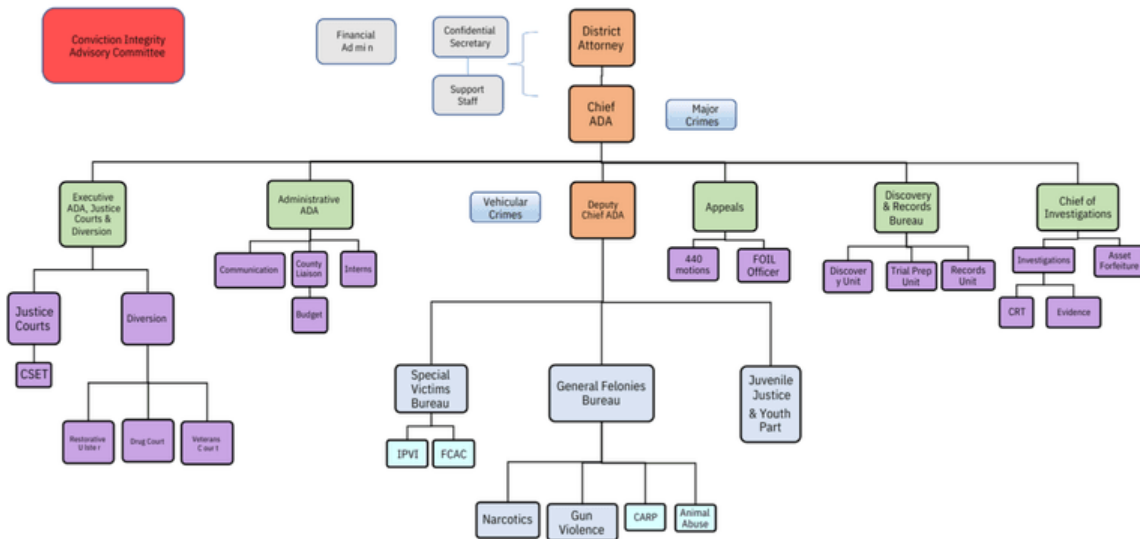 Conviction Integrity
Advisory Committee
Financial
Ad mi n
Confidential
Secretary
Support
Staff
District
Attorney
Chief
ADA
Major
Crimes
Executive
ADA, Justice
Courts &
Diversion
Administrative
ADA
Vehicular
Crimes
Deputy
Chief ADA
Appeals
Discovery
& Records
Bureau
Chief of
Investigations
Communication
County
Liaison
Interns
Budget
440
motions
FOIL
Officer
Discover
y Unit
Trial Prep
Unit
Records
Unit
Investigations
Asset
Forfeiture
CRT
Evidence
Justice
Courts
Diversion
CSET
Restorative
U lste r
Drug Court
Veterans
C our t
Special
Victims
Bureau
General Felonies
Bureau
Juvenile
Justice
& Youth
Part
IPVI
FCAC
Narcotics
Gun
Violence
CARP
Animal
Abuse